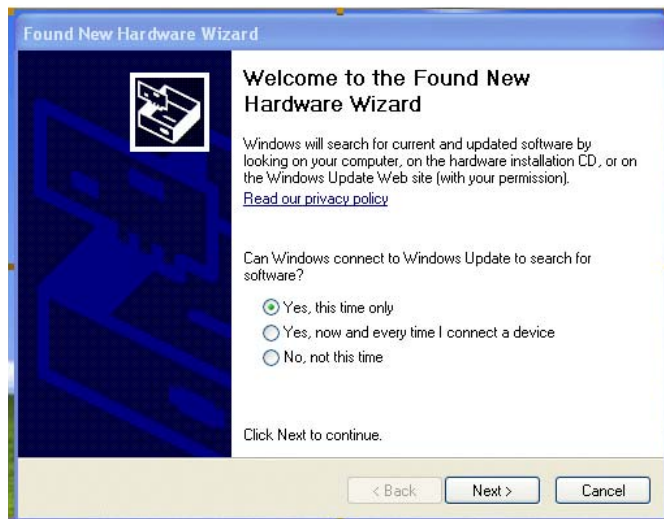 Found New Hardware Wizard
Welcome to the Found New
Hardware Wizard
Windows will search for current and updated software by
looking on your computer, on the hardware installation CD, or on
the Windows Update Web site (with your permission).
Read our privacy policy
Can Windows connect to Windows Update to search for
software?
Yes, this time only
Yes, now and every time I connect a device
No, not this time
Click Next to continue.
< Back
Next >
Cancel